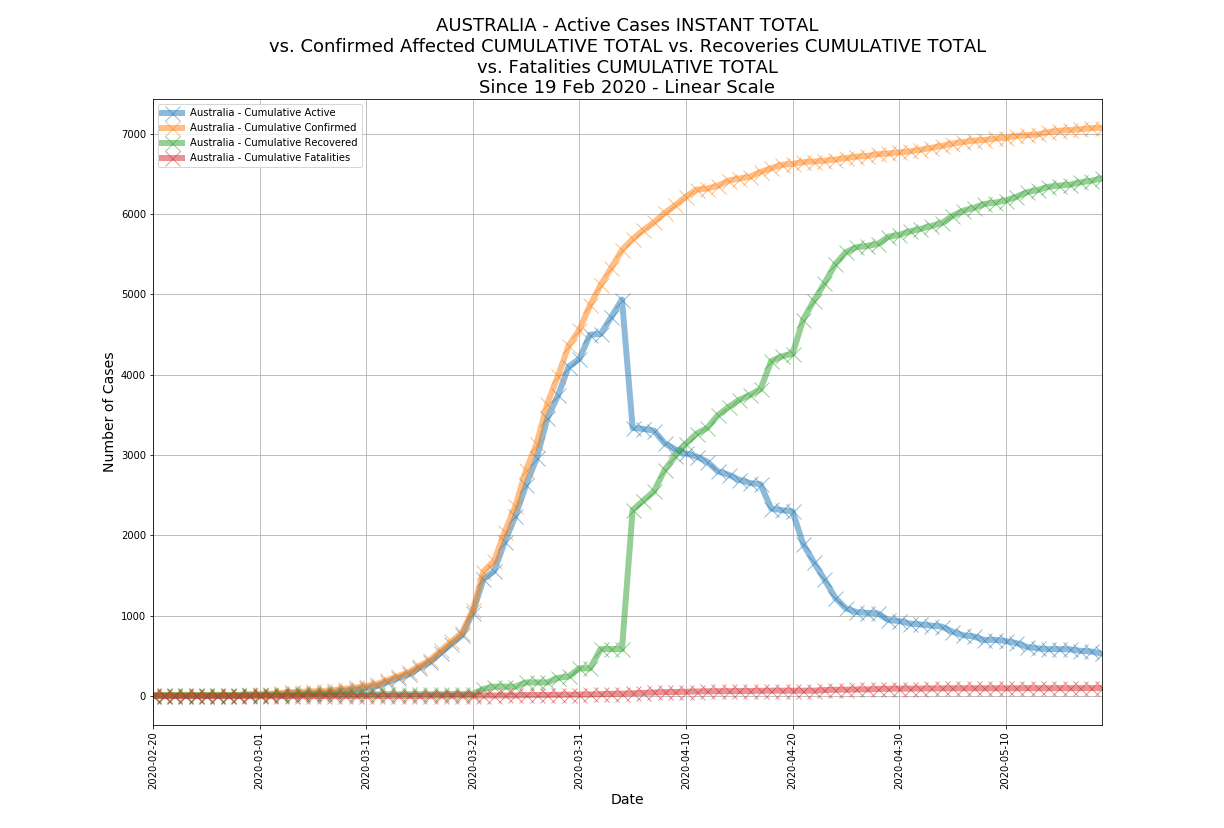 AUSTRALIA - Active Cases INSTANT TOTAL
vs. Confirmed Affected CUMULATIVE TOTAL vs. Recoveries CUMULATIVE TOTAL
vs. Fatalities CUMULATIVE TOTAL
Since 19 Feb 2020 - Linear Scale
Australia - Cumulative Active
Australia - Cumulative Confirmed
Australia - Cumulative Recovered
Australia - Cumulative Fatalities
Number of Cases
7000
6000
5000
4000
3000
2000
1000
0
2020-02-20
2020-03-01
2020-03-11
2020-03-21
2020-03-31
2020-04-10
2020-04-20
2020-04-30
2020-05-10
Date